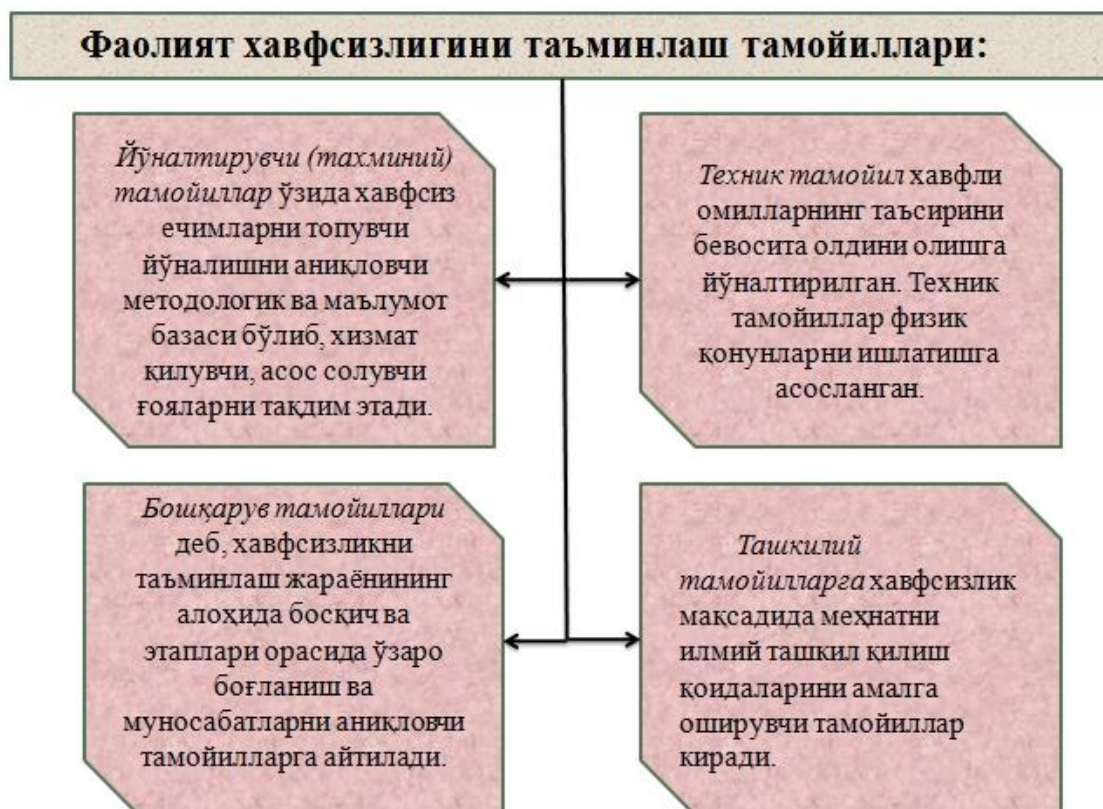 Фаолият хавфсизлигини таъминлаш тамойиллари:
Йўналтирувчи (тахминий)
тамойиллар ўзида хавфсиз
ечимларни топувчи
йўналишни аниқловчи
методологик ва маълумот
базаси бўлиб, хизмат
қилувчи, асос солувчи
ғояларни тақдим этади.
Техник тамойил хавфли
омилларнинг таъсирини
бевосита олдини олишга
йўналтирилган. Техник
тамойиллар физик
қонунларни ишлатишга
асосланган.
Бошқарув тамойиллари
деб, хавфсизликни
таъминлаш жараёнининг
алоҳида босқич ва
этаплари орасида ўзаро
боғланиш ва
муносабатларни аниқловчи
тамойилларга айтилади.
Ташкилий
тамойилларга хавфсизлик
мақсадида меҳнатни
илмий ташкил қилиш
қоидаларини амалга
оширувчи тамойиллар
киради.